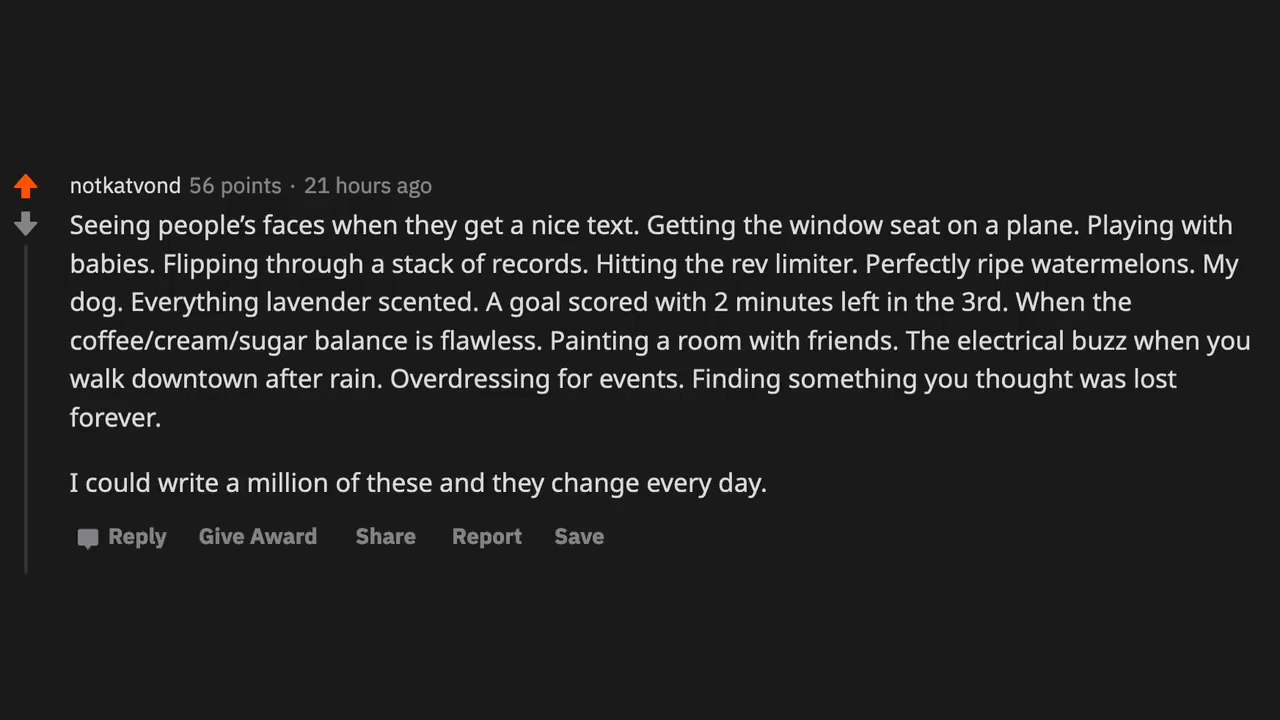 notkatvond 56 points · 21 hours ago
Seeing people’s faces when they get a nice text. Getting the window seat on a plane. Playing with
babies. Flipping through a stack of records. Hitting the rev limiter. Perfectly ripe watermelons. My
dog. Everything lavender scented. A goal scored with 2 minutes left in the 3rd. When the
coffee/cream/sugar balance is flawless. Painting a room with friends. The electrical buzz when you
walk downtown after rain. Overdressing for events. Finding something you thought was lost
forever.
I could write a million of these and they change every day.
Reply Give Award Share Report Save